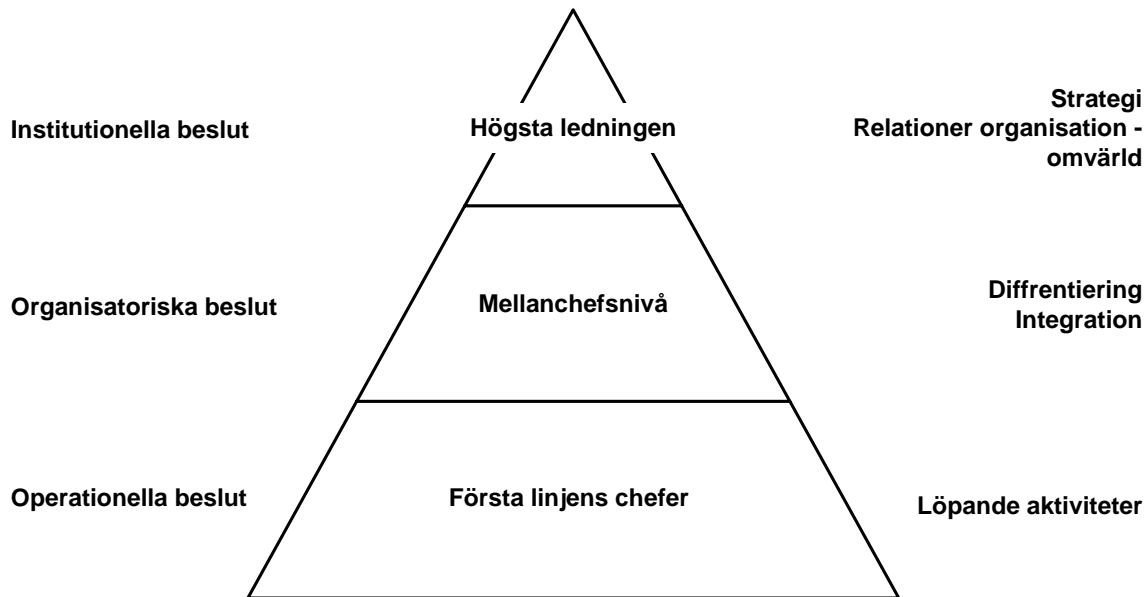 Institutionella beslut
Högsta ledningen
Strategi
Relationer organisation -
omvärld
Organisatoriska beslut
Mellanchefsnivå
Diffrentiering
Integration
Operationella beslut
Första linjens chefer
Löpande aktiviteter